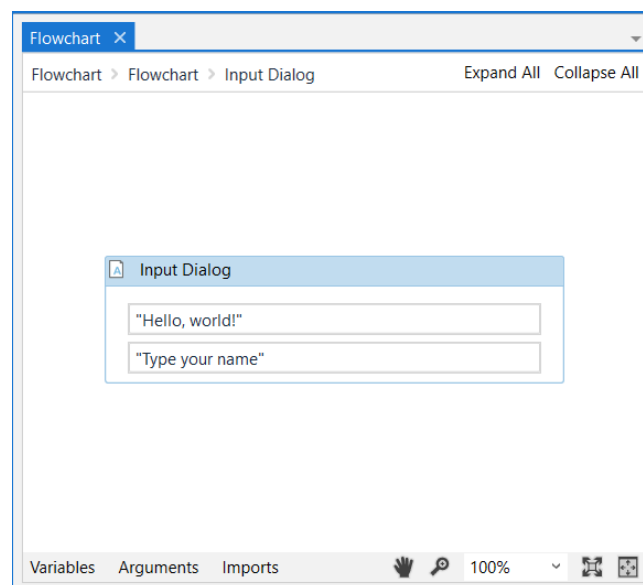 Flowchart
Flowchart > Flowchart > Input Dialog Expand All Collapse All
Input Dialog
"Hello, world!"
"Type your name"
Variables Arguments Imports 100%